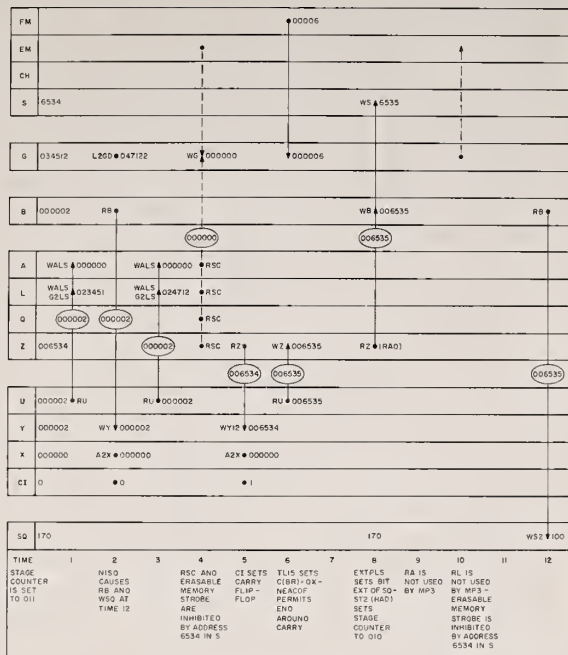 FM 00006
EM
CH
S 6534 WS 6535
G 034512 L2GD 047122 WG 000000 000006
B 000002 RB WB 006535 RB
000000 006535
A WALS 000000 WALS 000000 RSC
L WALS G2LS 023451 WALS G2LS 024712 RSC
Q 000002 000002 RSC
Z 006534 000002 RSC RZ WZ 006535 RZ (RAO)
006534 006535 006535
U 000002 RU RU 000002 RU 006535
Y 000002 WY 000002 WY12 006534
X 000000 A2X 000000 A2X 000000
CI 0 0 1
SQ 170 170 WS2 100
TIME 1 2 3 4 5 6 7 8 9 10 11 12
STAGE COUNTER IS SET TO 011
NISQ CAUSES RB AND WSQ AT TIME 12
RSC AND ERASABLE MEMORY STROBE ARE INHIBITED BY ADDRESS 6534 IN S
CI SETS CARRY FLIP-FLOP
TL15 SETS C(BR)-0X- NEACOF PERMITS END AROUND CARRY
EXTPLS SETS BIT EXT OF SQ- ST2 (HAD) SETS STAGE COUNTER TO 010
RA IS NOT USED BY MP3
RL IS NOT USED BY MP3- ERASABLE MEMORY STROBE IS INHIBITED BY ADDRESS 6534 IN S